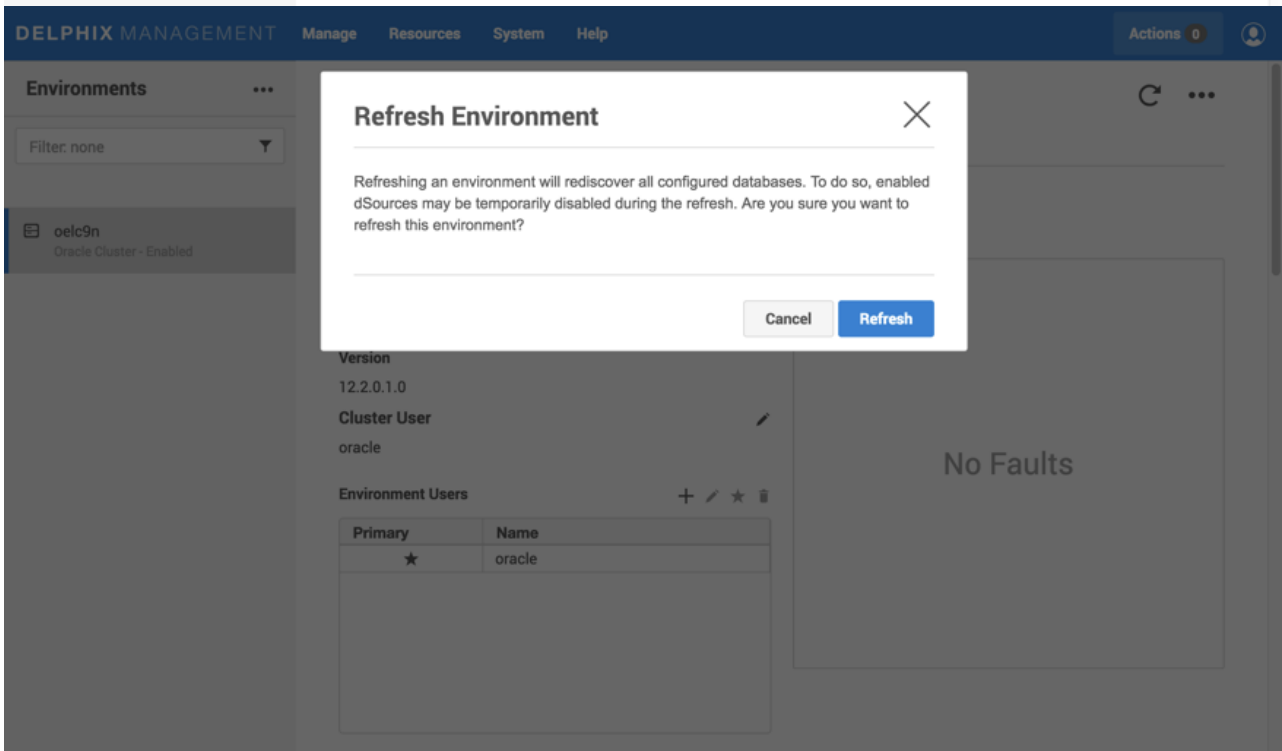 DELPHIX MANAGEMENT Manage Resources System Help Actions 0
Environments
Filter: none
oelc9n
Oracle Cluster - Enabled
Refresh Environment
Refreshing an environment will rediscover all configured databases. To do so, enabled
dSources may be temporarily disabled during the refresh. Are you sure you want to
refresh this environment?
Cancel Refresh
Version
12.2.0.1.0
Cluster User
oracle
Environment Users
Primary Name
oracle
No Faults